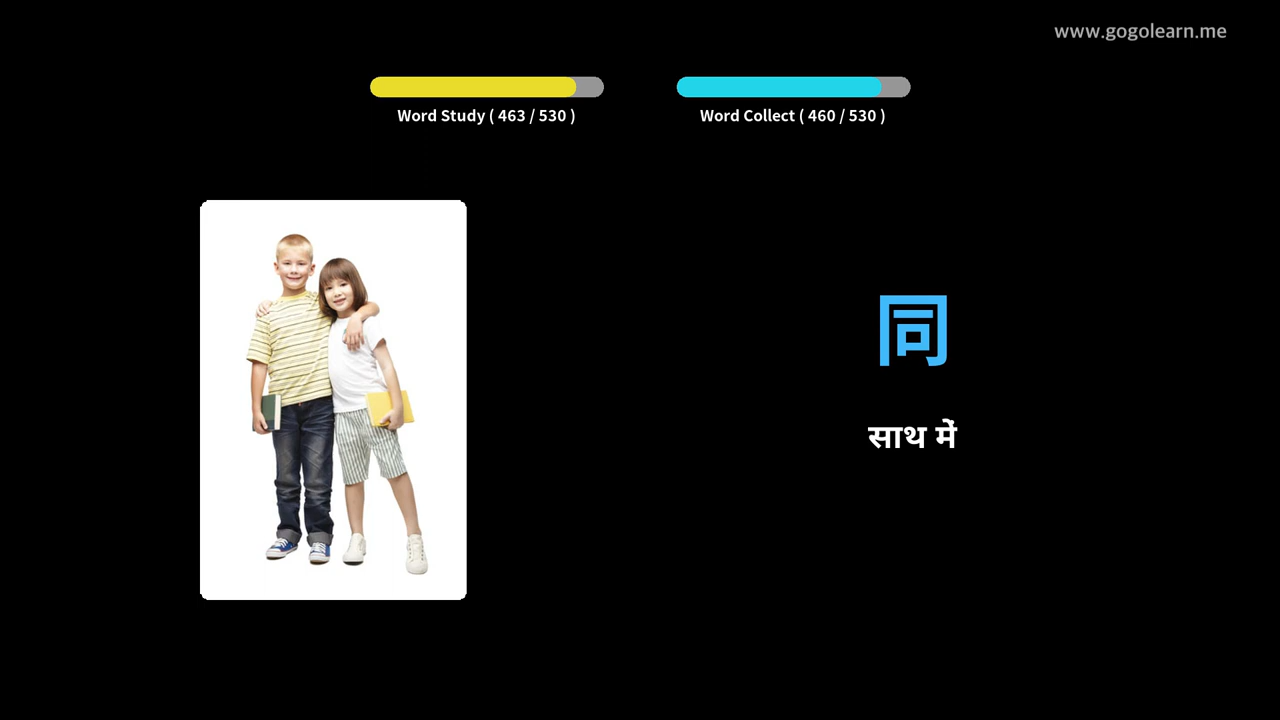 www.gogolearn.me
Word Study ( 463 / 530 )
Word Collect ( 460 / 530 )
同
साथ में